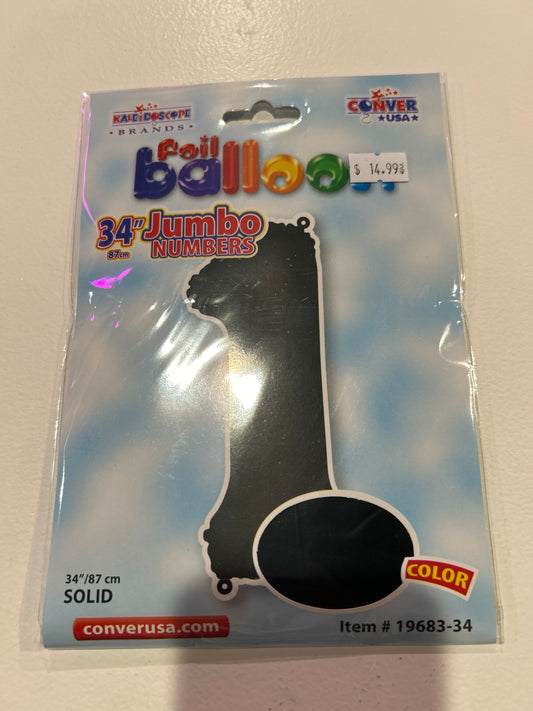 KALEIDOSCOPE
BRANDS
CONVER
USA
foil
balloon
$ 14.99
34" Jumbo
87cm NUMBERS
34"/87 cm
SOLID
COLOR
converusa.com
Item # 19683-34